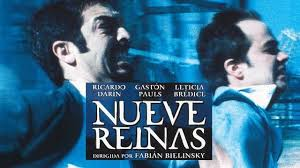 RICARDO GASTÓN LETICIA
DARÍN PAULS BRÉDICE
NUEVE
REINAS
DIRIGIDA POR FABIÁN BIELINSKY